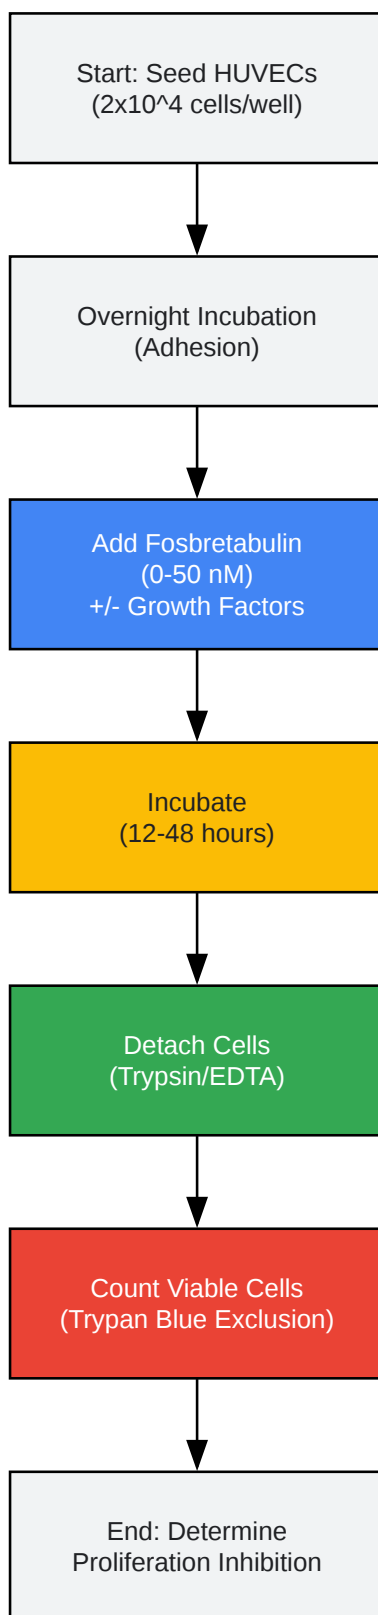 Start: Seed HUVECs
(2x10^4 cells/well)
Overnight Incubation
(Adhesion)
Add Fosbretabulin
(0-50 nM)
+/- Growth Factors
Incubate
(12-48 hours)
Detach Cells
(Trypsin/EDTA)
Count Viable Cells
(Trypan Blue Exclusion)
End: Determine
Proliferation Inhibition